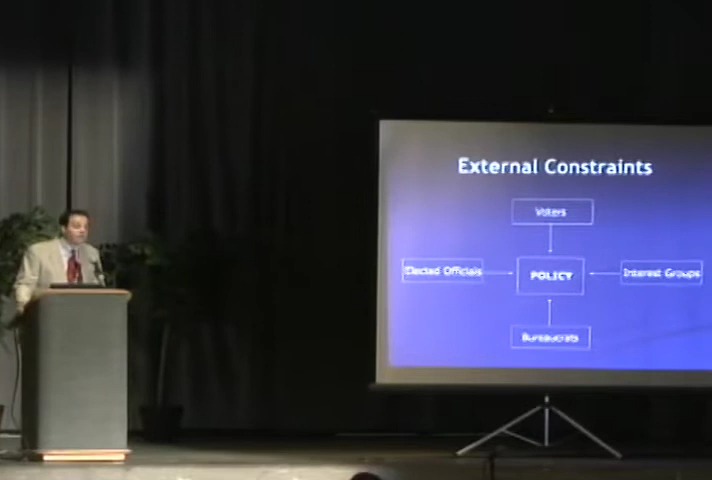 External Constraints
Voters
Elected Officials
POLICY
Interest Groups
Bureaucrats